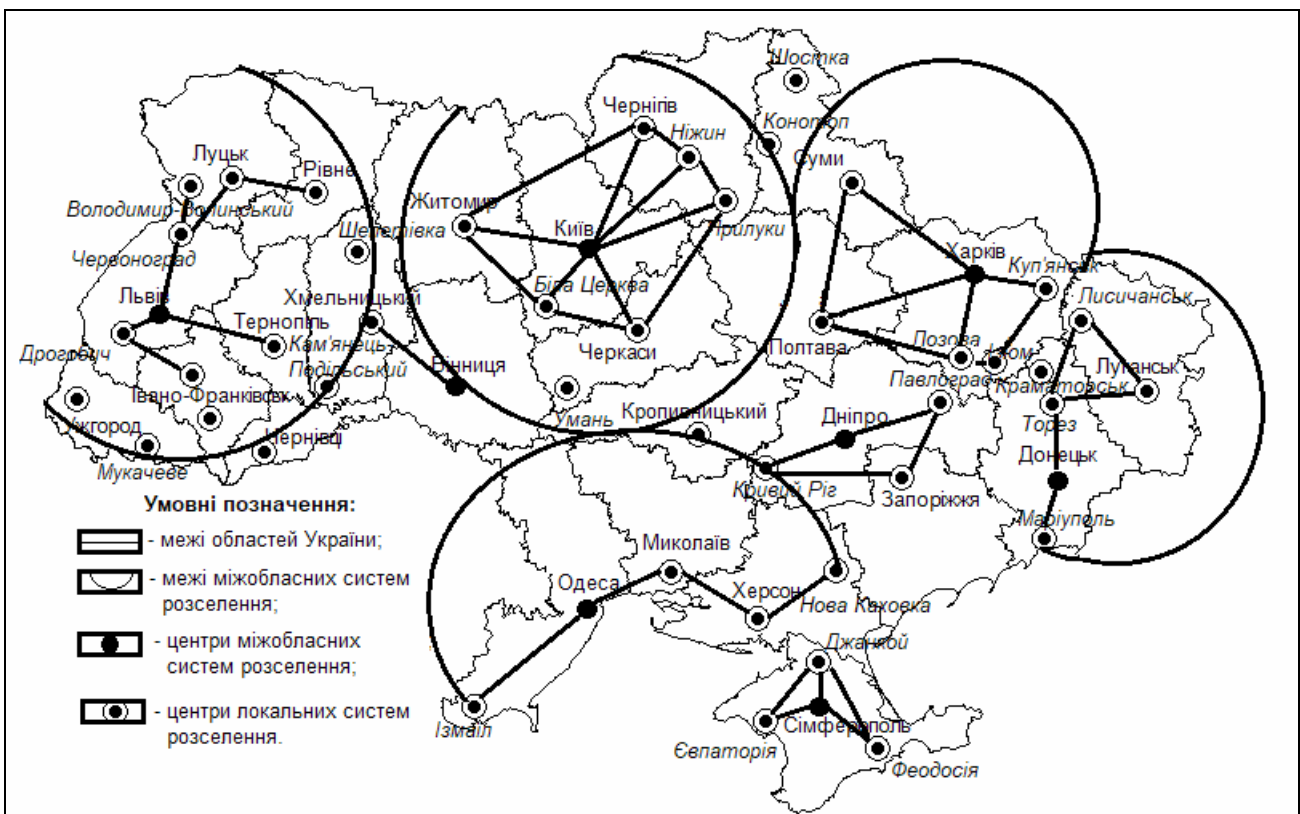 Шостка
Чернігів
Ніжин
Конотоп
Суми
Луцьк
Рівне
Володимир-Волинський
Житомир
Прилуки
Шепетівка
Київ
Харків
Куп'янськ
Червоноград
Біла Церква
Лисичанськ
Львів
Хмельницький
Тернопіль
Кам'янець-
Подільський
Дрогобич
Вінниця
Черкаси
Полтава
Лозова
Ізюм
Луганськ
Павлоград
Краматорськ
Івано-Франківськ
Умань
Кропивницький
Дніпро
Торез
Ужгород
Чернівці
Мукачеве
Донецьк
Кривий Ріг
Запоріжжя
Маріуполь
Умовні позначення:
- межі областей України;
- межі міжобласних систем
розселення;
- центри міжобласних
систем розселення;
- центри локальних систем
розселення.
Миколаїв
Одеса
Херсон
Нова Каховка
Джанкой
Ізмаїл
Сімферополь
Євпаторія
Феодосія